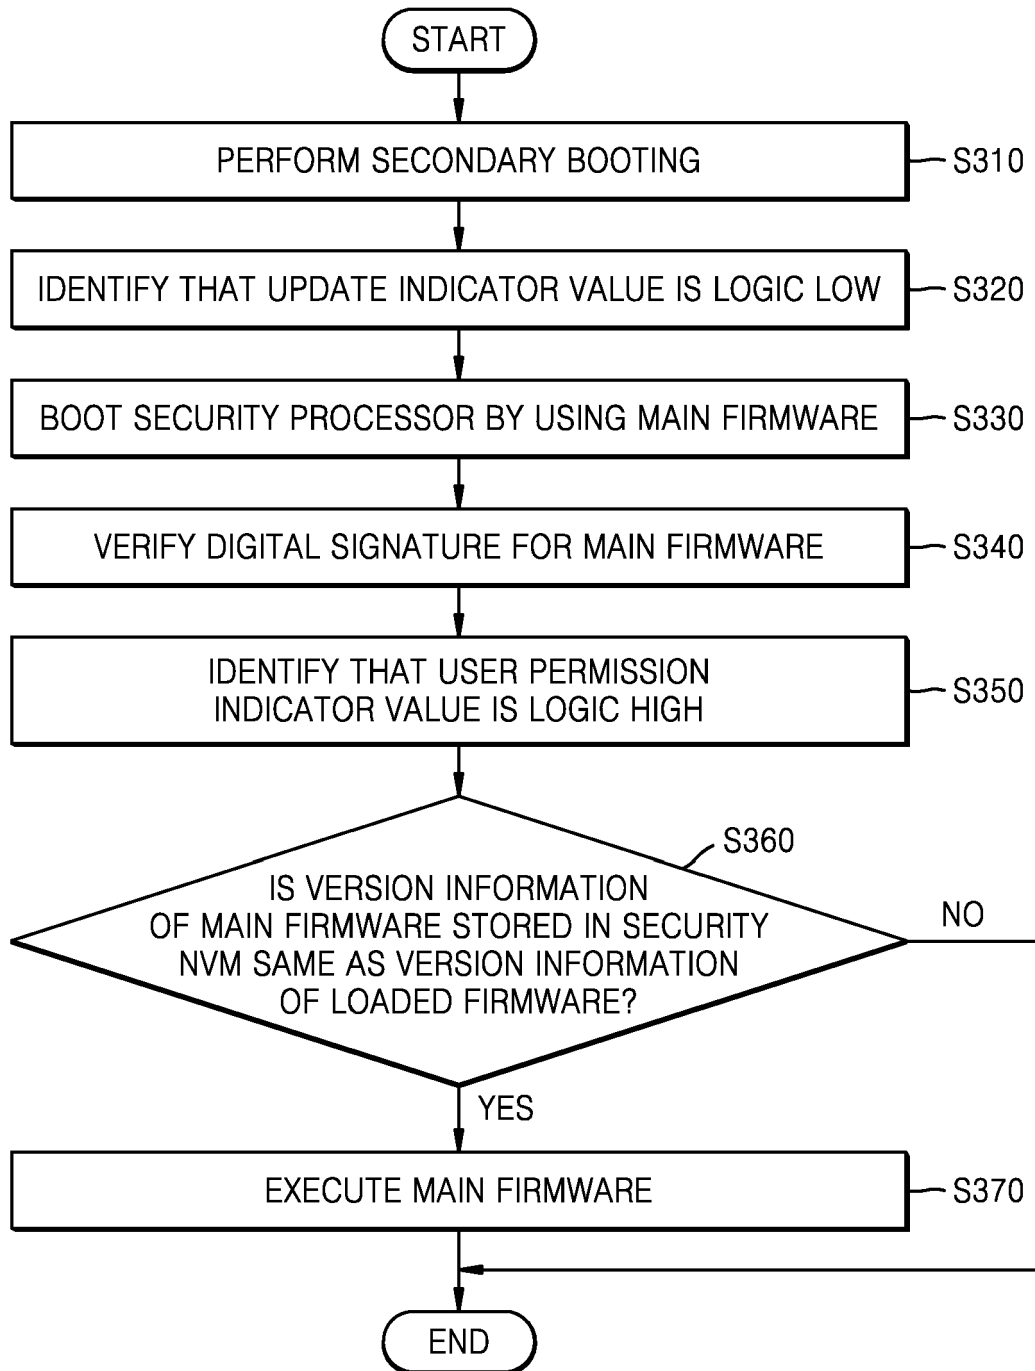 START
PERFORM SECONDARY BOOTING
S310
IDENTIFY THAT UPDATE INDICATOR VALUE IS LOGIC LOW
S320
BOOT SECURITY PROCESSOR BY USING MAIN FIRMWARE
S330
VERIFY DIGITAL SIGNATURE FOR MAIN FIRMWARE
S340
IDENTIFY THAT USER PERMISSION
INDICATOR VALUE IS LOGIC HIGH
S350
S360
IS VERSION INFORMATION
OF MAIN FIRMWARE STORED IN SECURITY
NVM SAME AS VERSION INFORMATION
OF LOADED FIRMWARE?
NO
YES
EXECUTE MAIN FIRMWARE
S370
END